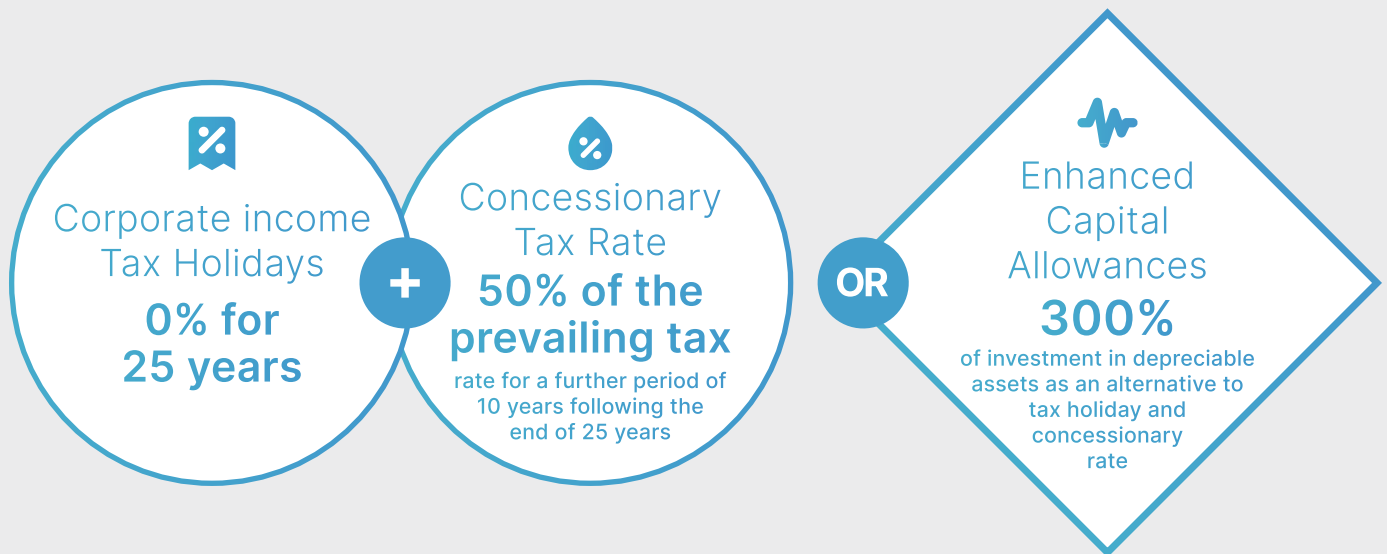 Corporate income
Tax Holidays
0% for
25 years
+
Concessionary
Tax Rate
50% of the
prevailing tax
rate for a further period of
10 years following the
end of 25 years
OR
Enhanced
Capital
Allowances
300%
of investment in depreciable
assets as an alternative to
tax holiday and
concessionary
rate